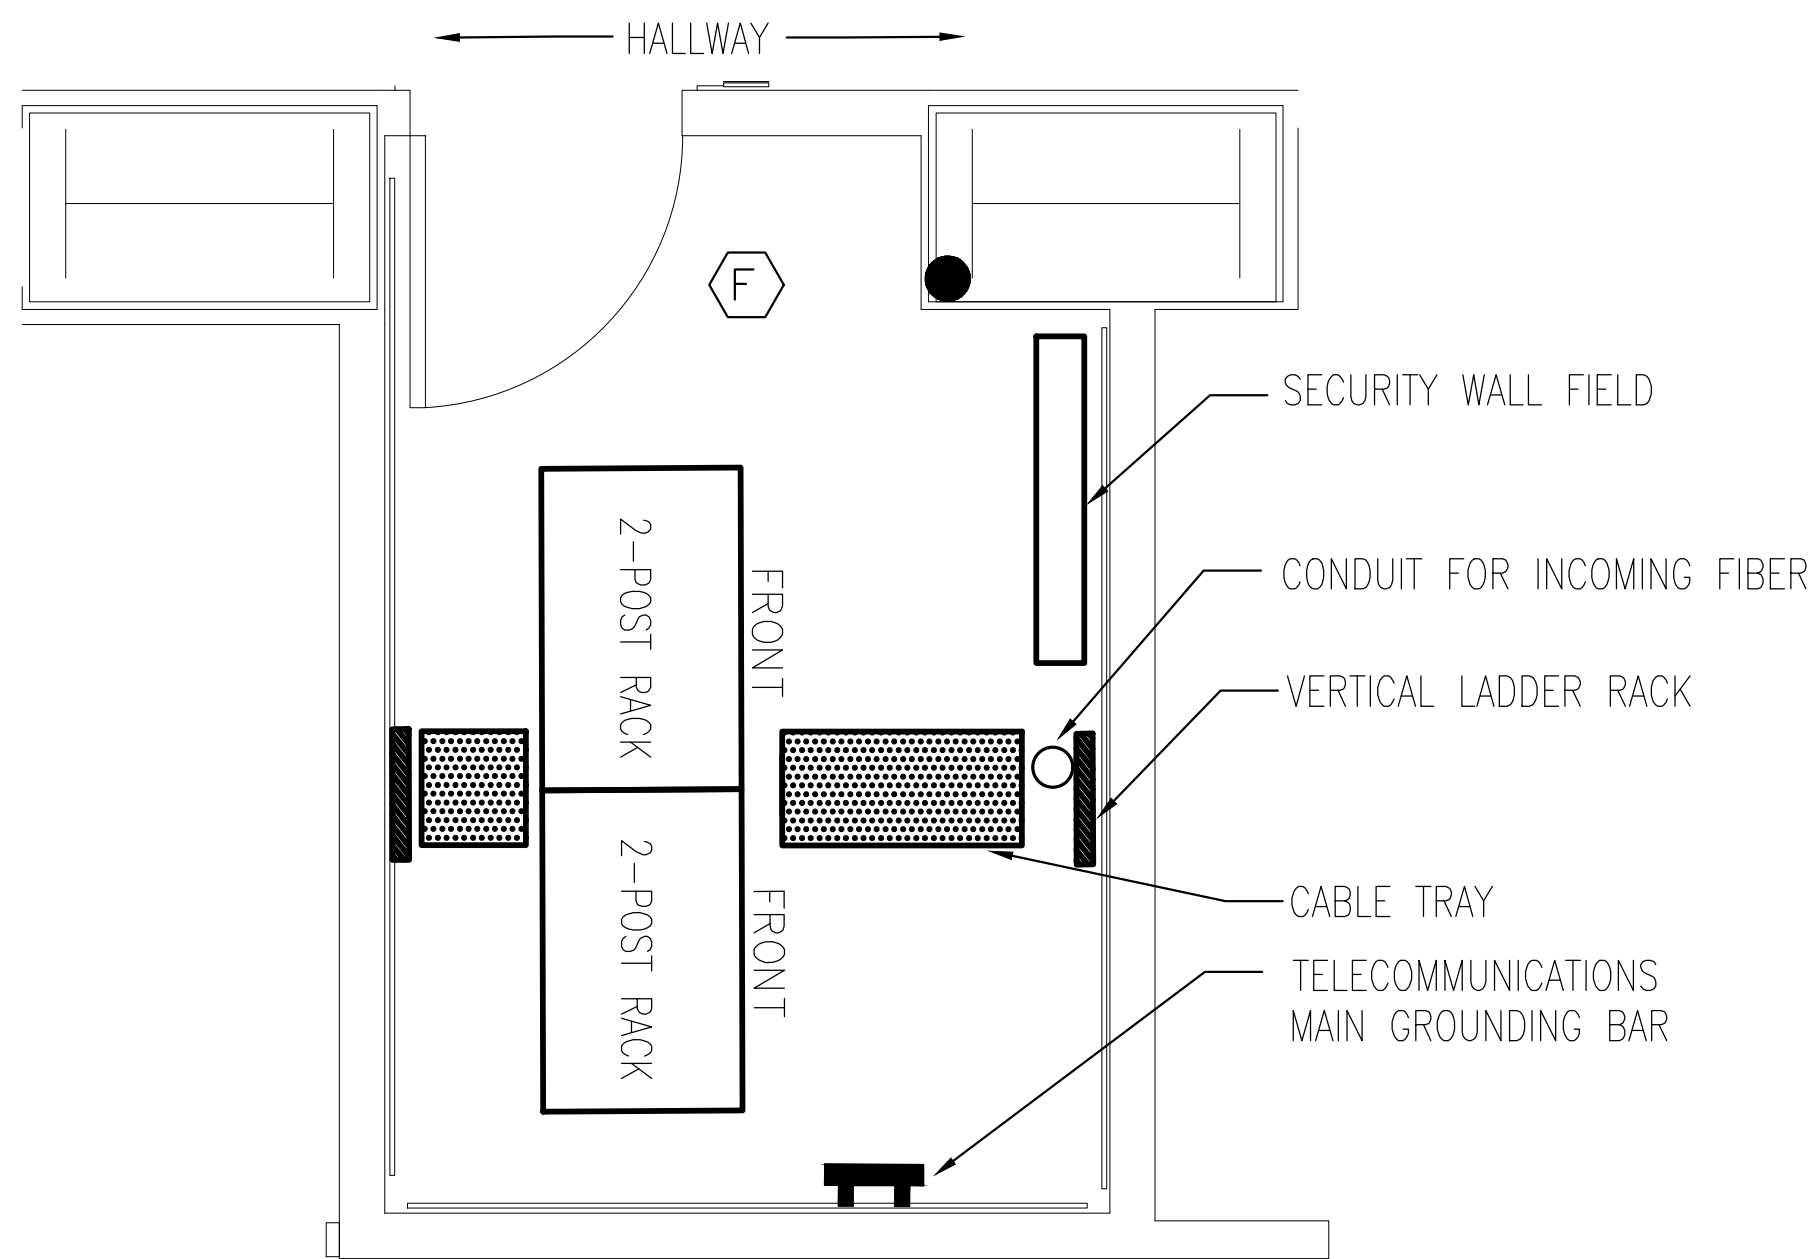 HALLWAY
F
SECURITY WALL FIELD
2-POST RACK
FRONT
CONDUIT FOR INCOMING FIBER
VERTICAL LADDER RACK
2-POST RACK
FRONT
CABLE TRAY
TELECOMMUNICATIONS
MAIN GROUNDING BAR